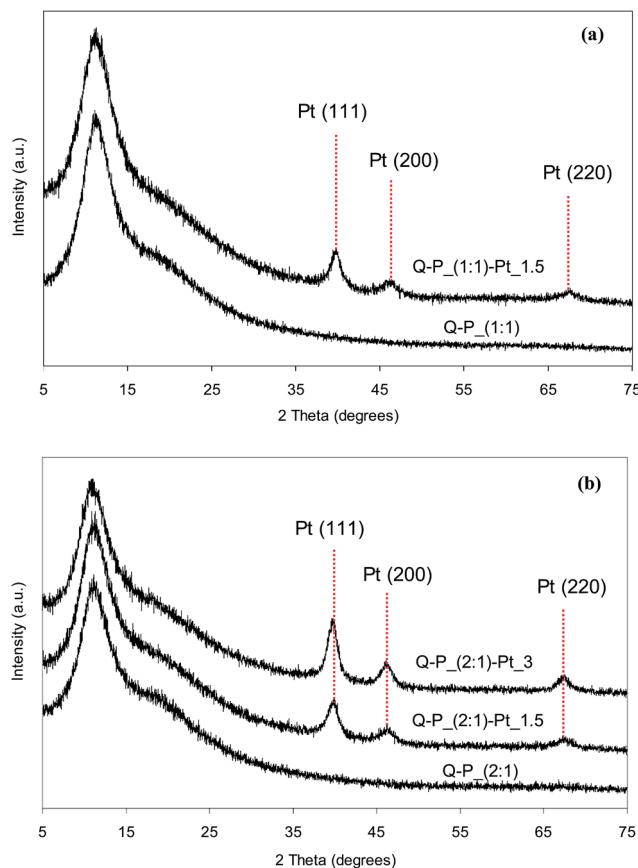 (a)
Pt (111)
Pt (200)
Pt (220)
Intensity (a.u.)
Q-P_(1:1)-Pt_1.5
Q-P_(1:1)
5 15 25 35 45 55 65 75
2 Theta (degrees)
(b)
Pt (111)
Pt (200)
Pt (220)
Intensity (a.u.)
Q-P_(2:1)-Pt_3
Q-P_(2:1)-Pt_1.5
Q-P_(2:1)
5 15 25 35 45 55 65 75
2 Theta (degrees)